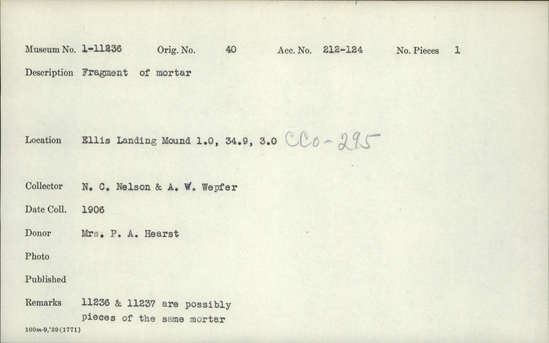 Museum No. 1-11236 Orig. No. 40 Acc. No. 212-124 No. Pieces 1
Description Fragment of mortar
Location Ellis Landing Mound 1.0, 34.9, 3.0 CCo-295
Collector N. C. Nelson & A. W. Wepfer
Date Coll. 1906
Donor Mrs. P. A. Hearst
Photo
Published
Remarks 11236 & 11237 are possibly
pieces of the same mortar
100m-9,'29(1771)